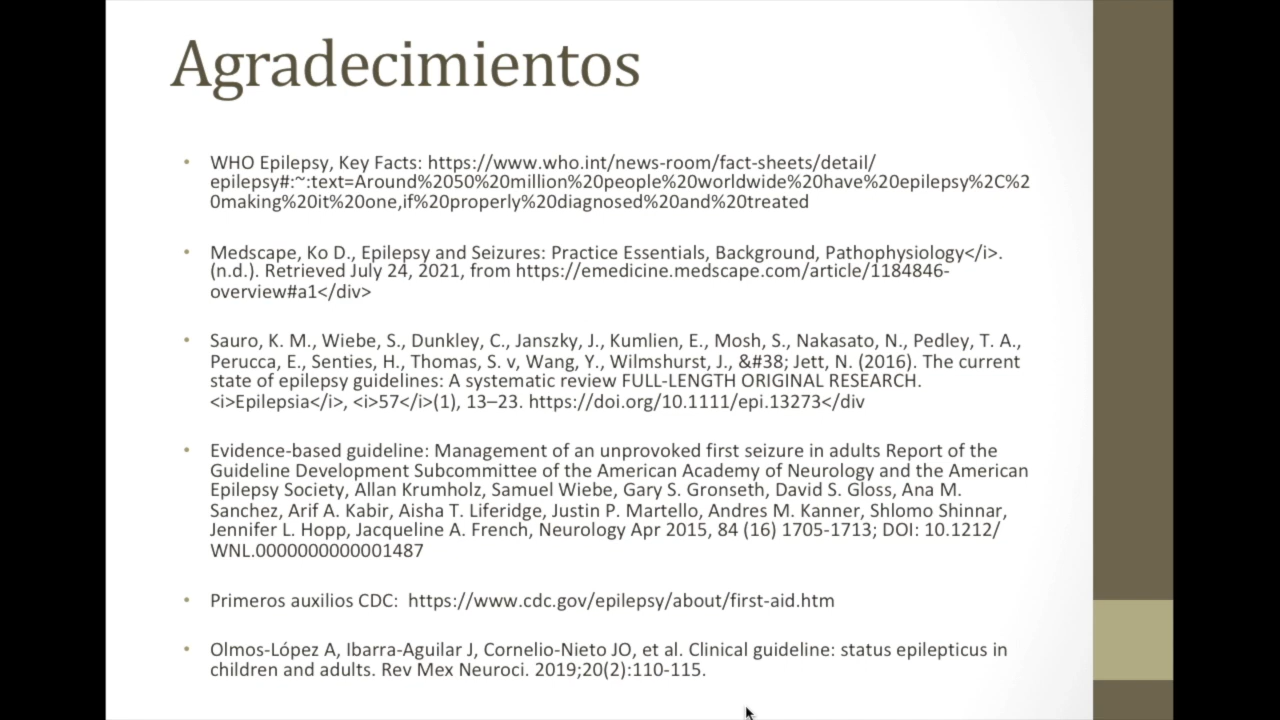 Agradecimientos
• WHO Epilepsy, Key Facts: https://www.who.int/news-room/fact-sheets/detail/
epilepsy#:~:text=Around%2050%20million%20people%20worldwide%20have%20epilepsy%2C%2
0making%20it%20one,if%20properly%20diagnosed%20and%20treated
• Medscape, Ko D., Epilepsy and Seizures: Practice Essentials, Background, Pathophysiology</i>.
(n.d.). Retrieved July 24, 2021, from https://emedicine.medscape.com/article/1184846-
overview#a1</div>
• Sauro, K. M., Wiebe, S., Dunkley, C., Janszky, J., Kumlien, E., Mosh, S., Nakasato, N., Pedley, T. A.,
Perucca, E., Senties, H., Thomas, S. v, Wang, Y., Wilmshurst, J., &#38; Jett, N. (2016). The current
state of epilepsy guidelines: A systematic review FULL-LENGTH ORIGINAL RESEARCH.
<i>Epilepsia</i>, <i>57</i>(1), 13–23. https://doi.org/10.1111/epi.13273</div
• Evidence-based guideline: Management of an unprovoked first seizure in adults Report of the
Guideline Development Subcommittee of the American Academy of Neurology and the American
Epilepsy Society, Allan Krumholz, Samuel Wiebe, Gary S. Gronseth, David S. Gloss, Ana M.
Sanchez, Arif A. Kabir, Aisha T. Liferidge, Justin P. Martello, Andres M. Kanner, Shlomo Shinnar,
Jennifer L. Hopp, Jacqueline A. French, Neurology Apr 2015, 84 (16) 1705-1713; DOI: 10.1212/
WNL.0000000000001487
• Primeros auxilios CDC:  https://www.cdc.gov/epilepsy/about/first-aid.htm
• Olmos-López A, Ibarra-Aguilar J, Cornelio-Nieto JO, et al. Clinical guideline: status epilepticus in
children and adults. Rev Mex Neuroci. 2019;20(2):110-115.